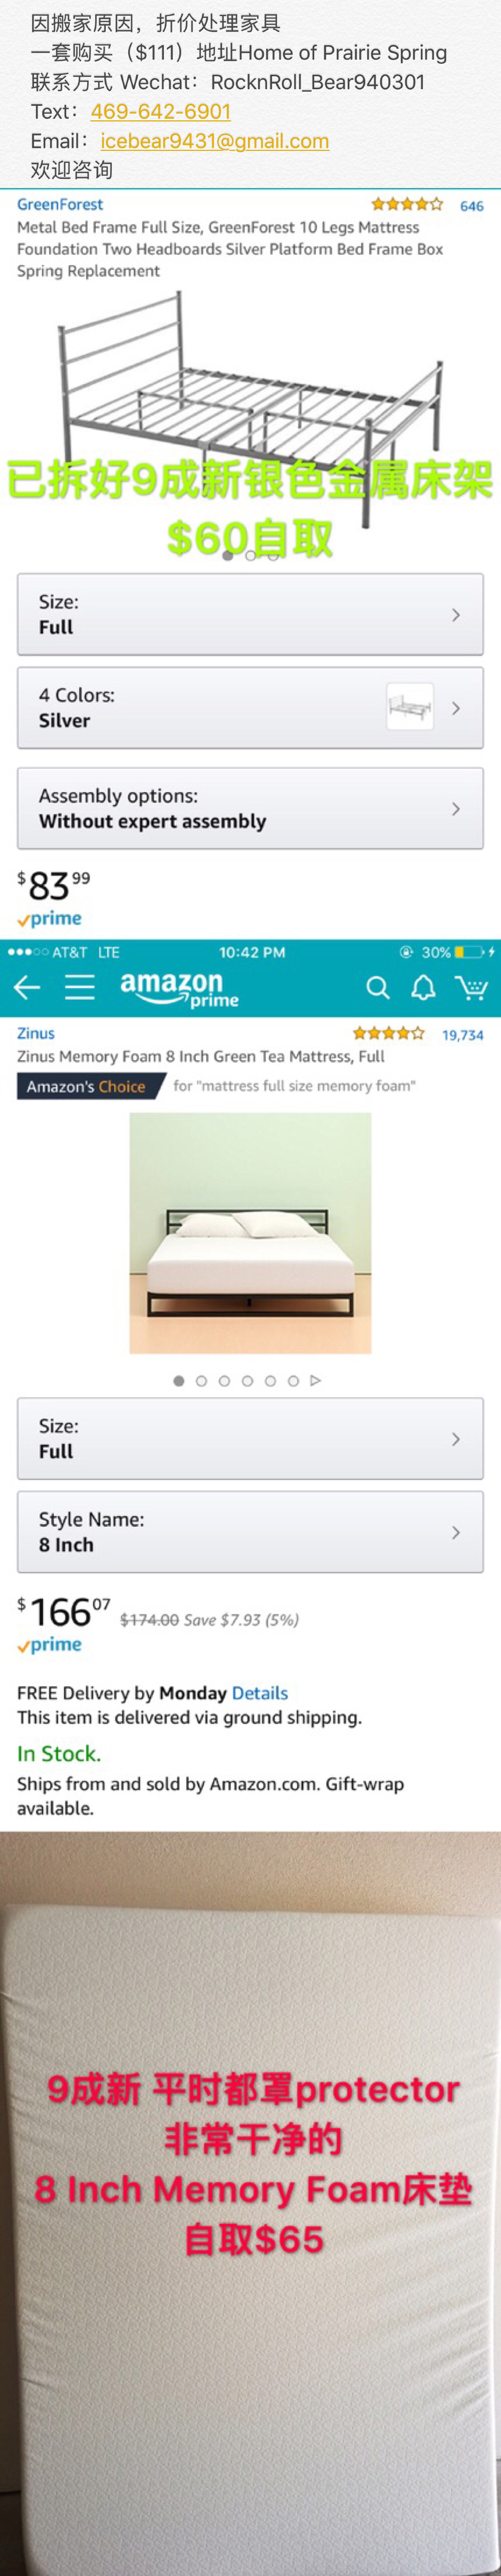 因搬家原因，折价处理家具
一套购买（$111）地址Home of Prairie Spring
联系方式 Wechat：RocknRoll_Bear940301
Text：469-642-6901
Email：icebear9431@gmail.com
欢迎咨询
GreenForest 646
Metal Bed Frame Full Size, GreenForest 10 Legs Mattress
Foundation Two Headboards Silver Platform Bed Frame Box
Spring Replacement
已拆好9成新银色金属床架
$60自取
Size:
Full
4 Colors:
Silver
Assembly options:
Without expert assembly
$83 99
prime
AT&T LTE 10:42 PM 30%
amazon
prime
Zinus 19,734
Zinus Memory Foam 8 Inch Green Tea Mattress, Full
Amazon's Choice for "mattress full size memory foam"
Size:
Full
Style Name:
8 Inch
$166 07 $174.00 Save $7.93 (5%)
prime
FREE Delivery by Monday Details
This item is delivered via ground shipping.
In Stock.
Ships from and sold by Amazon.com. Gift-wrap
available.
9成新 平时都罩protector
非常干净的
8 Inch Memory Foam床垫
自取$65